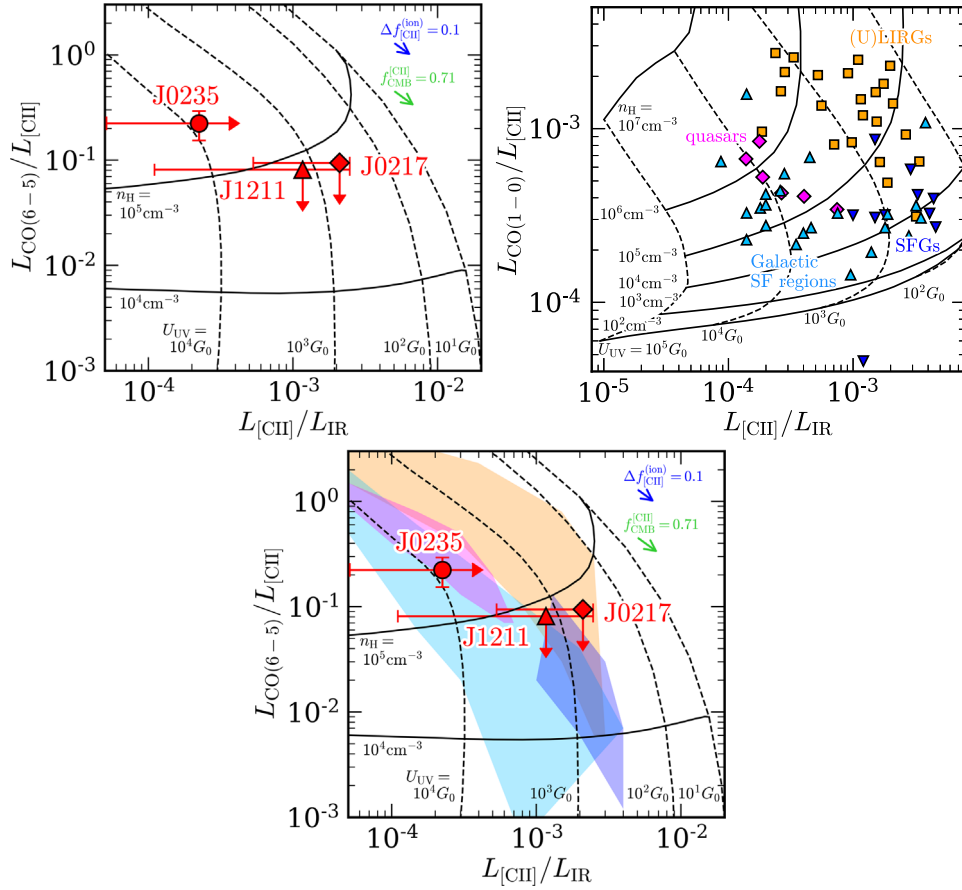 10^0
10^-1
10^-2
10^-3
L_CO(6−5)/L_[CII]
J0235
J1211
J0217
Δf_[CII]^(ion) = 0.1
f_CMB^[CII] = 0.71
n_H =
10^5 cm^-3
10^4 cm^-3
U_UV =
10^4 G_0
10^3 G_0
10^2 G_0
10^1 G_0
10^-4
10^-3
10^-2
L_[CII]/L_IR
10^-3
10^-4
L_CO(1−0)/L_[CII]
(U)LIRGs
quasars
Galactic
SF regions
SFGs
n_H =
10^7 cm^-3
10^6 cm^-3
10^5 cm^-3
10^4 cm^-3
10^3 cm^-3
10^2 cm^-3
U_UV = 10^5 G_0
10^4 G_0
10^3 G_0
10^2 G_0
10^-5
10^-4
10^-3
L_[CII]/L_IR
10^0
10^-1
10^-2
10^-3
L_CO(6−5)/L_[CII]
J0235
J1211
J0217
Δf_[CII]^(ion) = 0.1
f_CMB^[CII] = 0.71
n_H =
10^5 cm^-3
10^4 cm^-3
U_UV =
10^4 G_0
10^3 G_0
10^2 G_0
10^1 G_0
10^-4
10^-3
10^-2
L_[CII]/L_IR